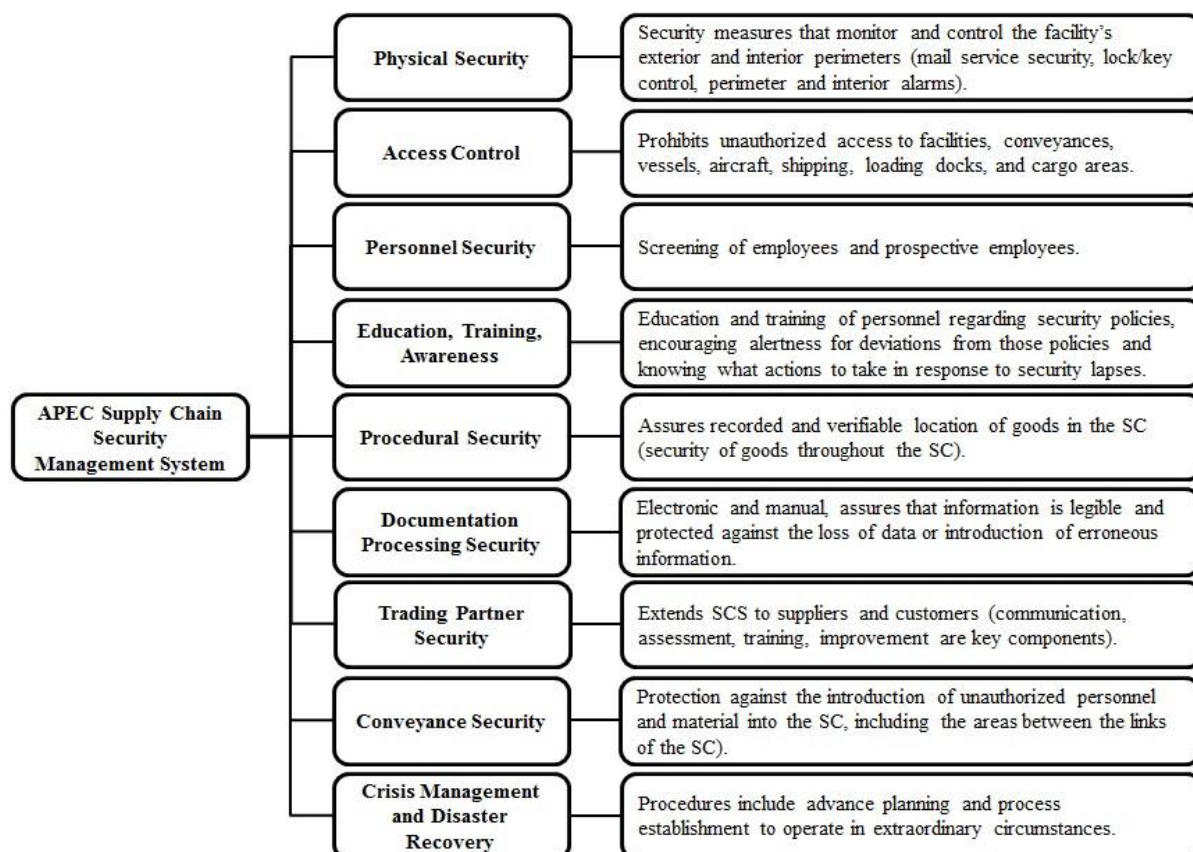 Physical Security
Security measures that monitor and control the facility's
exterior and interior perimeters (mail service security, lock/key
control, perimeter and interior alarms).
Access Control
Prohibits unauthorized access to facilities, conveyances,
vessels, aircraft, shipping, loading docks, and cargo areas.
Personnel Security
Screening of employees and prospective employees.
Education, Training,
Awareness
Education and training of personnel regarding security policies,
encouraging alertness for deviations from those policies and
knowing what actions to take in response to security lapses.
APEC Supply Chain
Security
Management System
Procedural Security
Assures recorded and verifiable location of goods in the SC
(security of goods throughout the SC).
Documentation
Processing Security
Electronic and manual, assures that information is legible and
protected against the loss of data or introduction of erroneous
information.
Trading Partner
Security
Extends SCS to suppliers and customers (communication,
assessment, training, improvement are key components).
Conveyance Security
Protection against the introduction of unauthorized personnel
and material into the SC, including the areas between the links
of the SC).
Crisis Management
and Disaster
Recovery
Procedures include advance planning and process
establishment to operate in extraordinary circumstances.